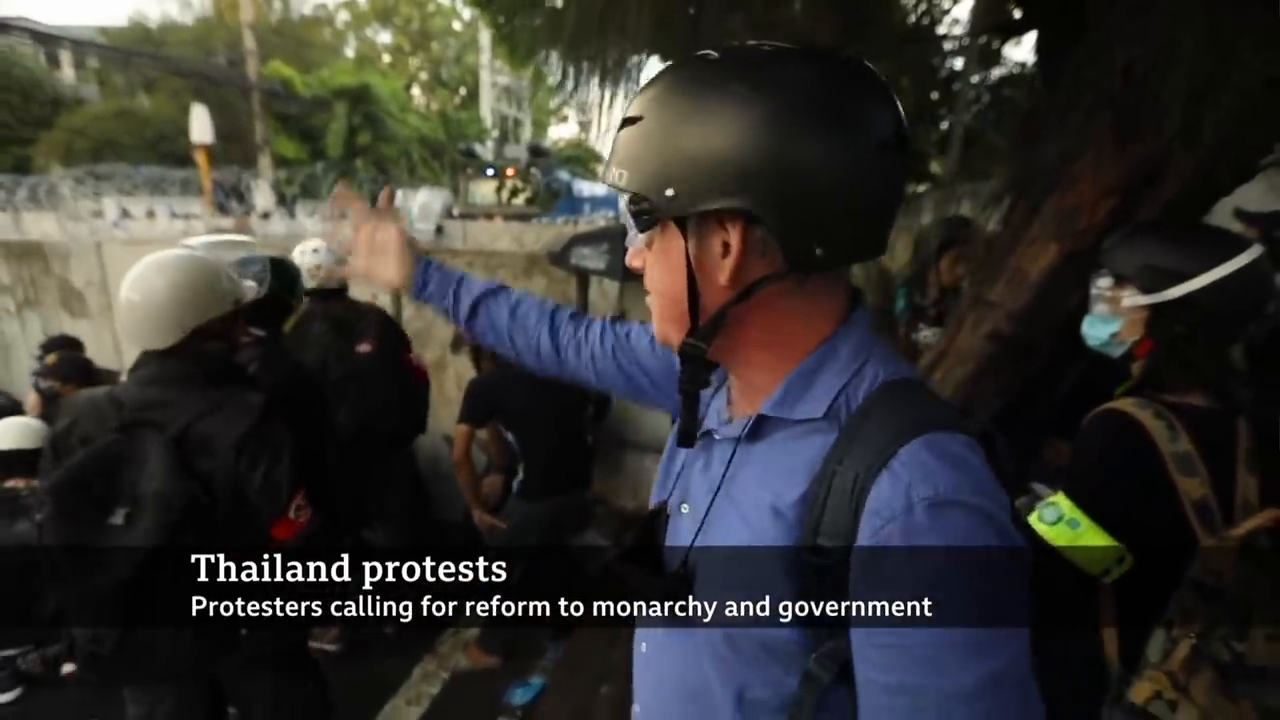 Thailand protests
Protesters calling for reform to monarchy and government